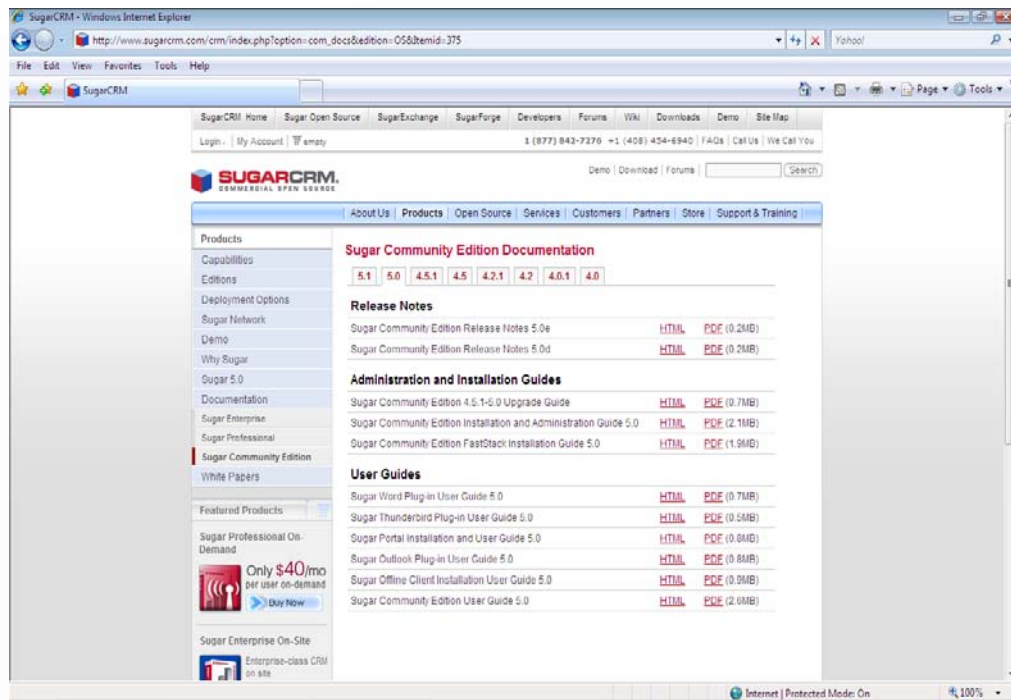 SugarCRM - Windows Internet Explorer
http://www.sugarcrm.com/crm/index.php?option=com_docs&edition=OS&Itemid=375
Yahoo!
File Edit View Favorites Tools Help
SugarCRM
Page Tools
SugarCRM Home Sugar Open Source SugarExchange SugarForge Developers Forums Wiki Downloads Demo Site Map
Login My Account empty 1 (877) 842-7276 +1 (408) 454-6940 FAQs Call Us We Call You
SUGARCRM.
COMMERCIAL OPEN SOURCE
Demo Download Forums Search
About Us Products Open Source Services Customers Partners Store Support & Training
Products
Capabilities
Editions
Deployment Options
Sugar Network
Demo
Why Sugar
Sugar 5.0
Documentation
Sugar Enterprise
Sugar Professional
Sugar Community Edition
White Papers
Featured Products
Sugar Professional On-Demand
Only $40/mo
per user on-demand
Buy Now
Sugar Enterprise On-Site
Enterprise-class CRM
on site
Sugar Community Edition Documentation
5.1 5.0 4.5.1 4.5 4.2.1 4.2 4.0.1 4.0
Release Notes
Sugar Community Edition Release Notes 5.0e HTML PDF (0.2MB)
Sugar Community Edition Release Notes 5.0d HTML PDF (0.2MB)
Administration and Installation Guides
Sugar Community Edition 4.5.1-5.0 Upgrade Guide HTML PDF (0.7MB)
Sugar Community Edition Installation and Administration Guide 5.0 HTML PDF (2.1MB)
Sugar Community Edition FastStack Installation Guide 5.0 HTML PDF (1.9MB)
User Guides
Sugar Word Plug-in User Guide 5.0 HTML PDF (0.7MB)
Sugar Thunderbird Plug-in User Guide 5.0 HTML PDF (0.5MB)
Sugar Portal Installation and User Guide 5.0 HTML PDF (0.6MB)
Sugar Outlook Plug-in User Guide 5.0 HTML PDF (0.8MB)
Sugar Offline Client Installation User Guide 5.0 HTML PDF (0.9MB)
Sugar Community Edition User Guide 5.0 HTML PDF (2.6MB)
Internet | Protected Mode: On 100%